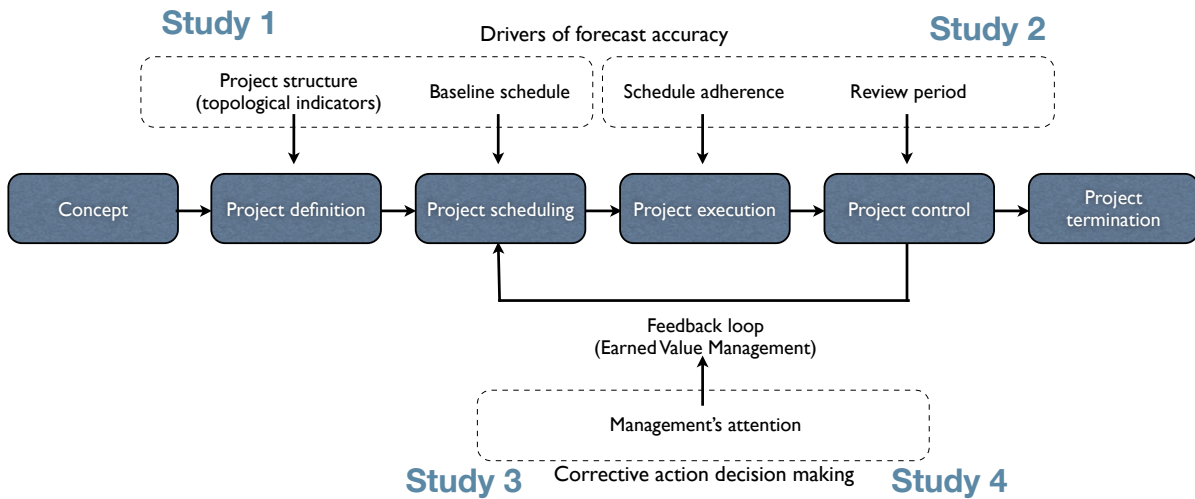 Study 1
Study 2
Drivers of forecast accuracy
Project structure
(topological indicators)
Baseline schedule
Schedule adherence
Review period
Concept
Project definition
Project scheduling
Project execution
Project control
Project
termination
Feedback loop
(Earned Value Management)
Management's attention
Study 3
Corrective action decision making
Study 4